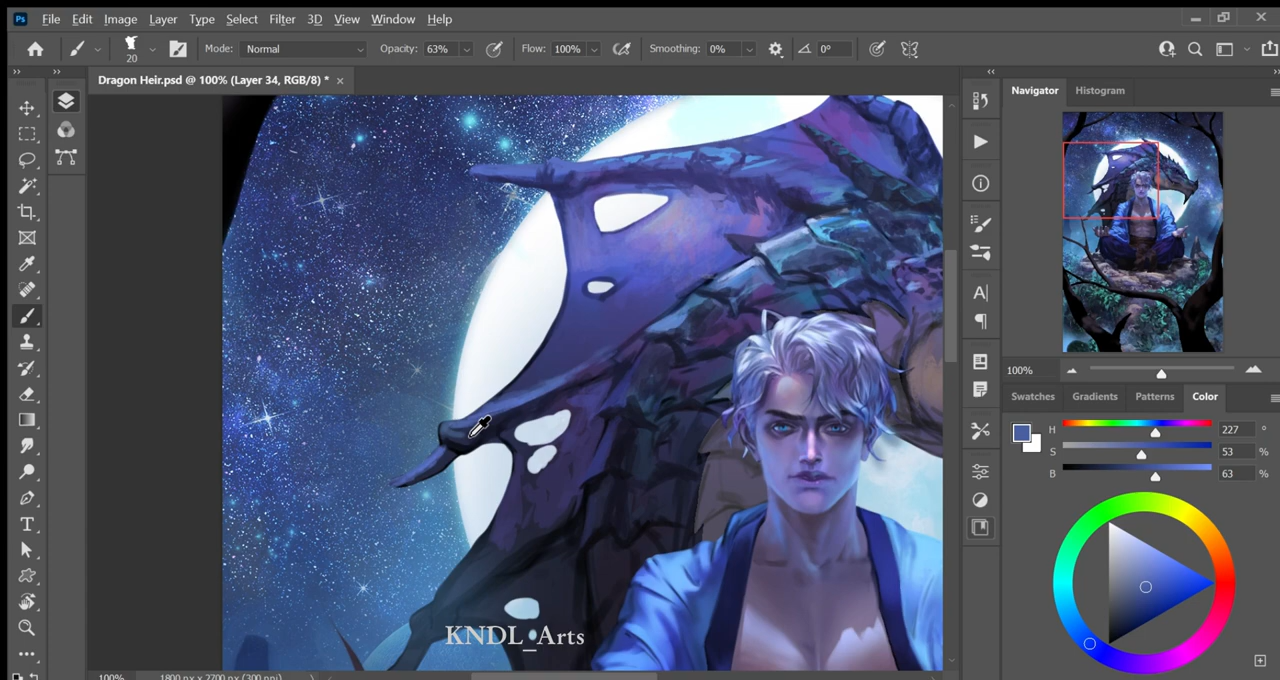 Ps File Edit Image Layer Type Select Filter 3D View Window Help
20 Mode: Normal Opacity: 63% Flow: 100% Smoothing: 0% 0°
Dragon Heir.psd @ 100% (Layer 34, RGB/8) * ×
Navigator Histogram
100%
Swatches Gradients Patterns Color
H 227 °
S 53 %
B 63 %
KNDL_Arts
100% 1800 px x 2700 px (300 ppi)